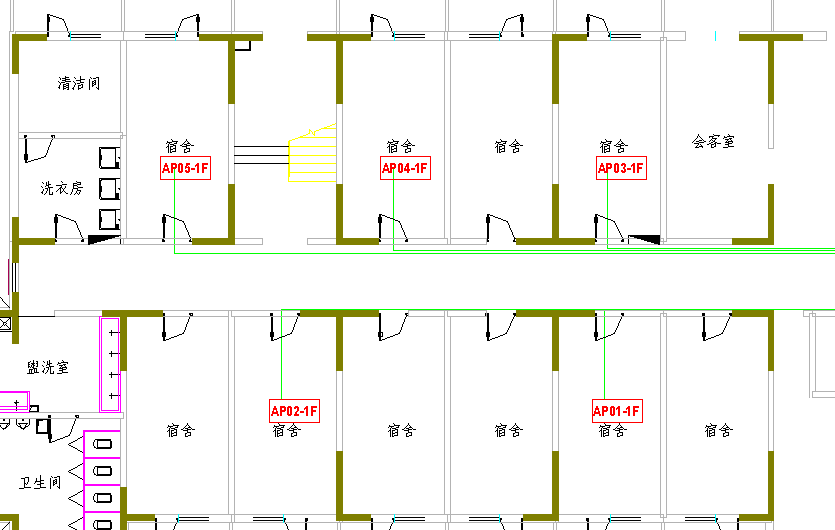 清洁间
宿舍
宿舍
宿舍
宿舍
会客室
AP05-1F
AP04-1F
AP03-1F
洗衣房
盥洗室
AP02-1F
AP01-1F
宿舍
宿舍
宿舍
宿舍
宿舍
宿舍
卫生间